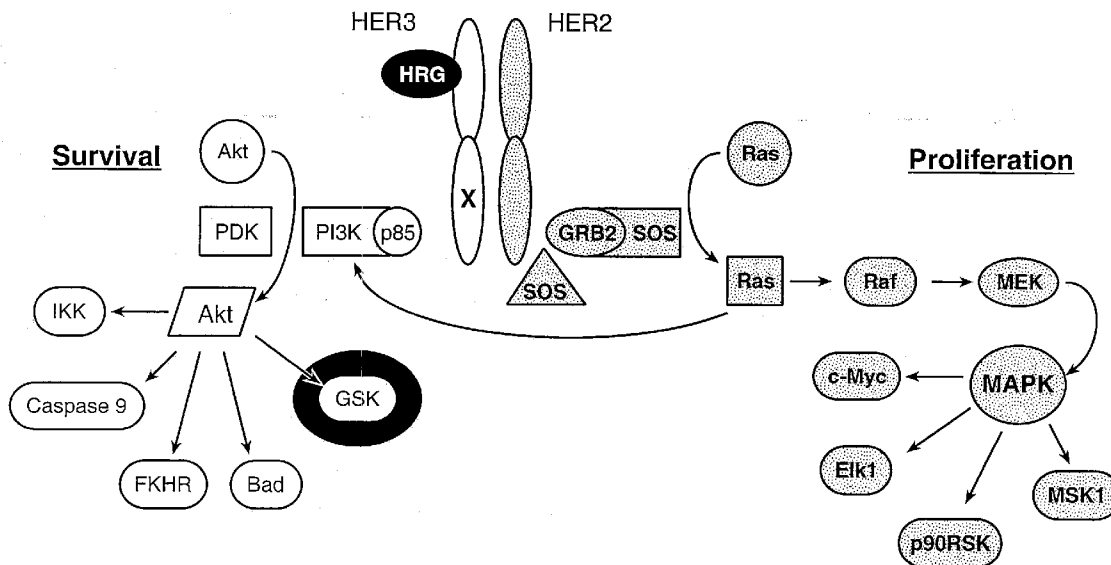 HER3
HER2
HRG
Survival
Akt
Ras
Proliferation
X
PDK
PI3K
p85
GRB2
SOS
SOS
Ras
Raf
MEK
IKK
Akt
GSK
c-Myc
MAPK
Caspase 9
FKHR
Bad
Elk1
MSK1
p90RSK